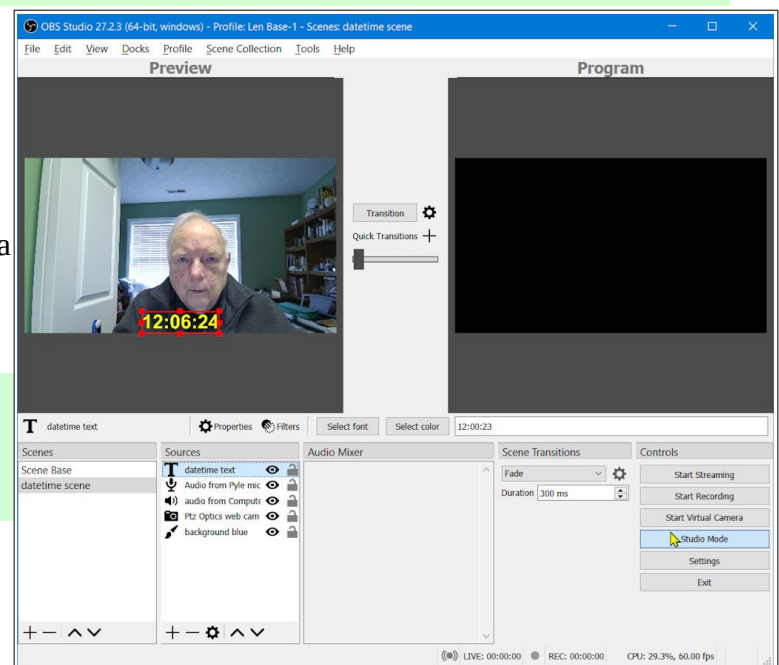 OBS Studio 27.2.3 (64-bit, windows) - Profile: Len Base-1 - Scenes: datetime scene
File Edit View Docks Profile Scene Collection Tools Help
Preview Program
Transition
Quick Transitions
a
12:06:24
T datetime text Properties Filters Select font Select color 12:00:23
Scenes Sources Audio Mixer Scene Transitions Controls
Scene Base
datetime scene
T datetime text
Audio from Pyle mic
audio from Compute
Ptz Optics web cam
background blue
Fade
Duration 300 ms
Start Streaming
Start Recording
Start Virtual Camera
Studio Mode
Settings
Exit
LIVE: 00:00:00 REC: 00:00:00 CPU: 29.3%, 60.00 fps